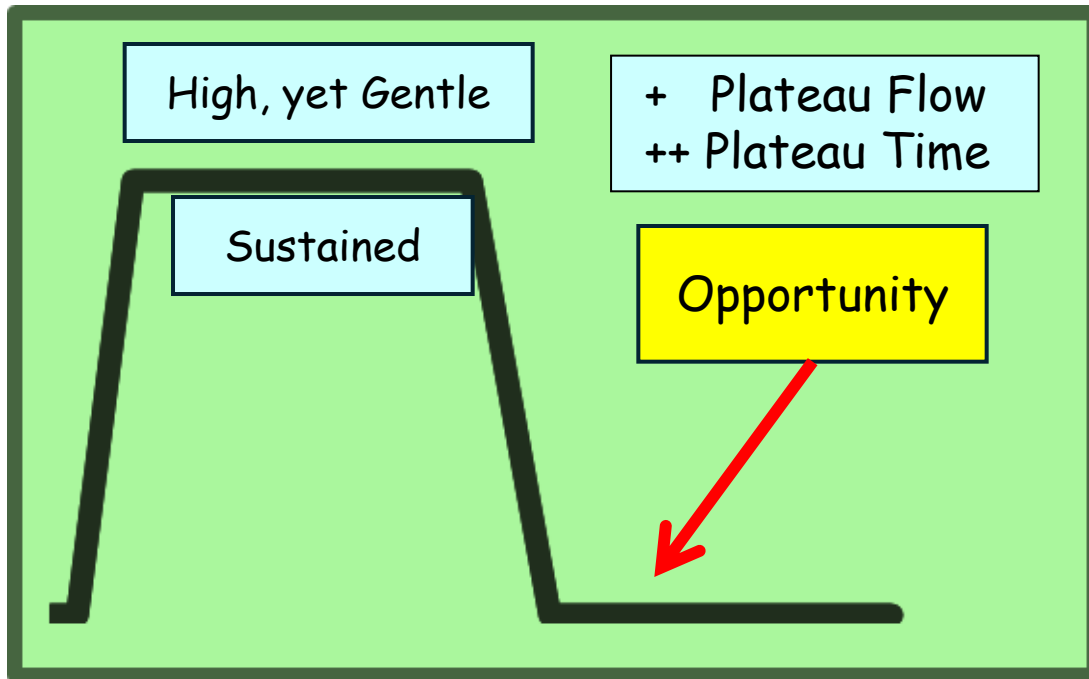 High, yet Gentle
+ Plateau Flow
++ Plateau Time
Sustained
Opportunity